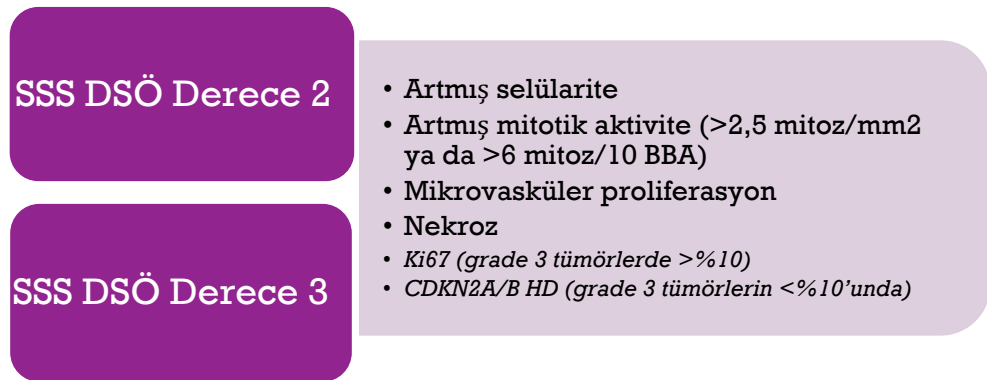 SSS DSÖ Derece 2
• Artmış selülarite
• Artmış mitotik aktivite (>2,5 mitoz/mm2
ya da >6 mitoz/10 BBA)
• Mikrovasküler proliferasyon
• Nekroz
• Ki67 (grade 3 tümörlerde >%10)
• CDKN2A/B HD (grade 3 tümörlerin <%10’unda)
SSS DSÖ Derece 3